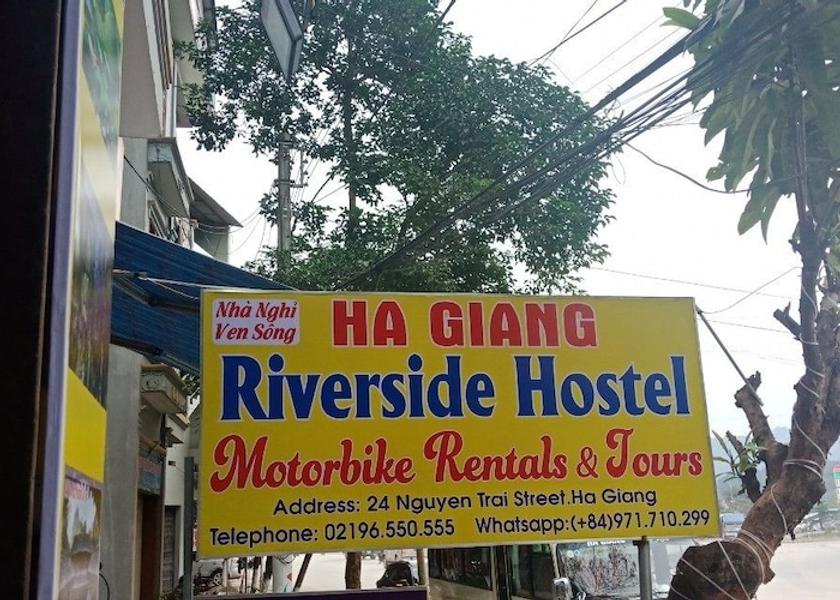 Nhà Nghỉ
Ven Sông
HA GIANG
Riverside Hostel
Motorbike Rentals & Tours
Address: 24 Nguyen Trai Street.Ha Giang
Telephone: 02196.550.555 Whatsapp:(+84)971.710.299